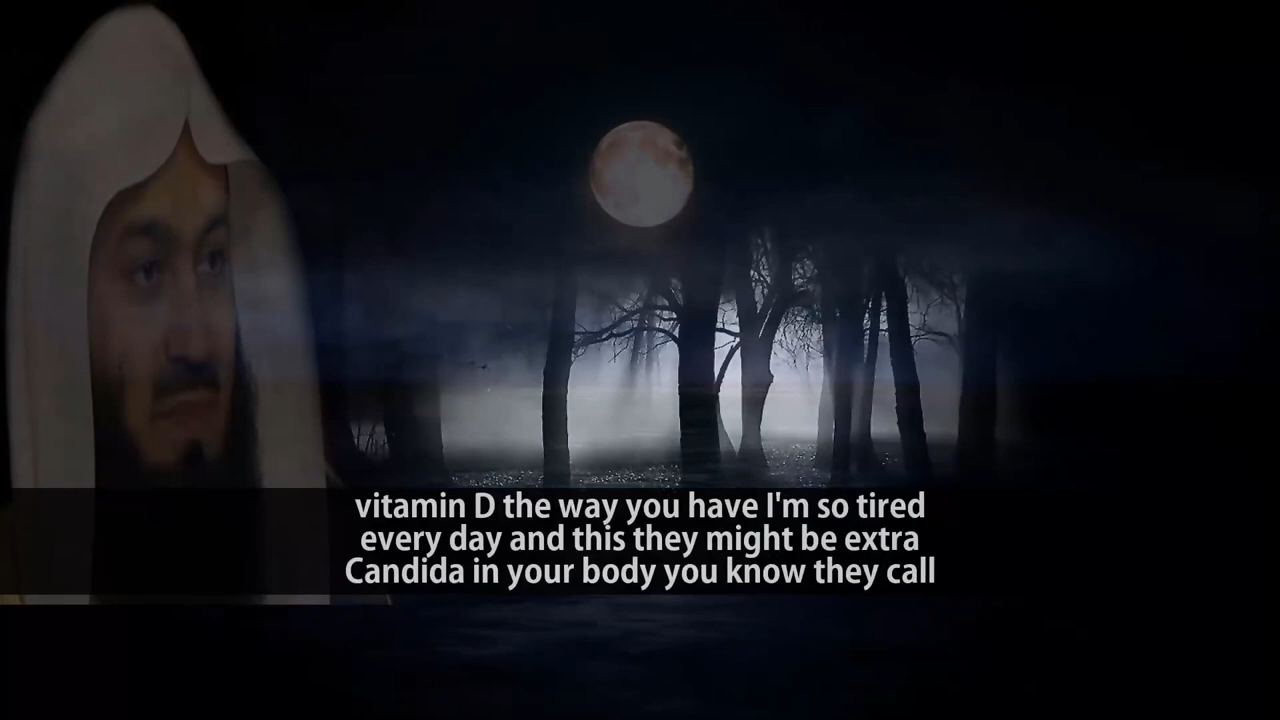 vitamin D the way you have I'm so tired
every day and this they might be extra
Candida in your body you know they call